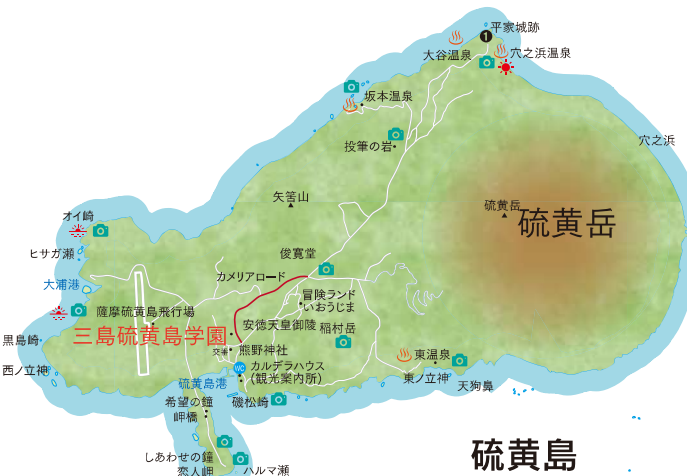 平家城跡
1
大谷温泉
穴之浜温泉
坂本温泉
穴之浜
投筆の岩
矢筈山
硫黄岳
硫黄岳
オイ崎
ヒサガ瀬
俊寛堂
カメリアロード
大浦港
冒険ランド
いおうじま
薩摩硫黄島飛行場
安徳天皇御陵
稲村岳
三島硫黄島学園
黒島崎
交番
熊野神社
東温泉
西ノ立神
WC
カルデラハウス
(観光案内所)
東ノ立神
天狗鼻
硫黄島港
希望の鐘
岬橋
磯松崎
しあわせの鐘
恋人岬
ハルマ瀬
硫黄島